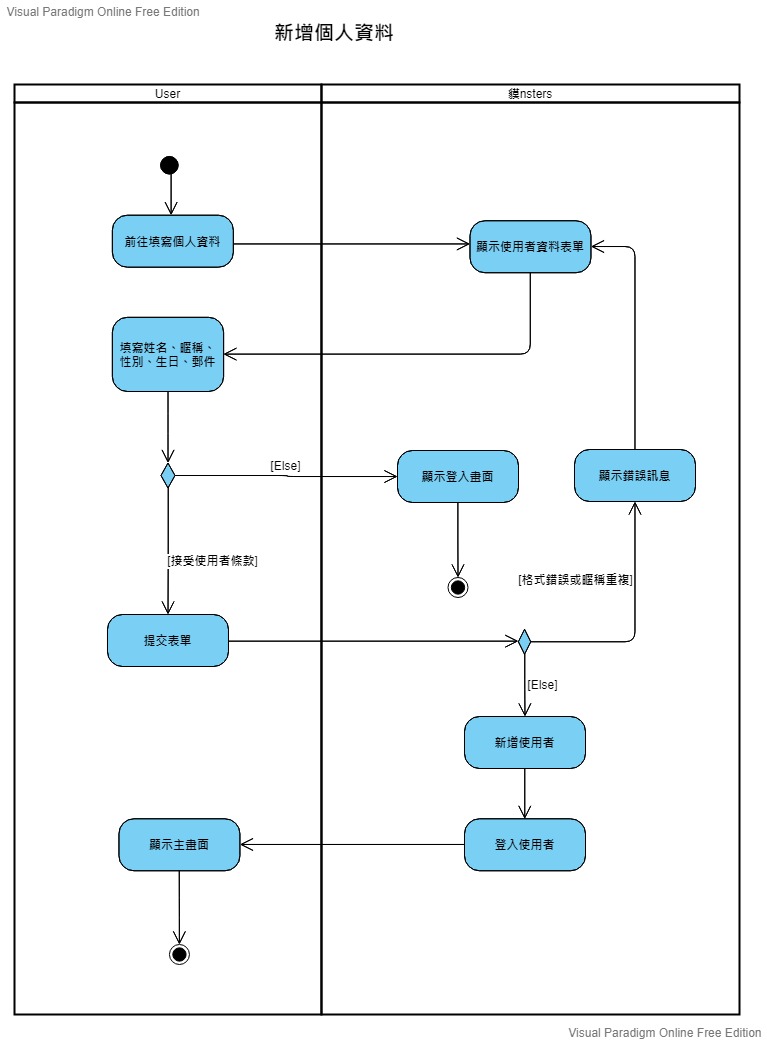 Visual Paradigm Online Free Edition
新增個人資料
User
貘nsters
前往填寫個人資料
顯示使用者資料表單
填寫姓名、暱稱、
性別、生日、郵件
[Else]
顯示登入畫面
顯示錯誤訊息
[接受使用者條款]
[格式錯誤或暱稱重複]
提交表單
[Else]
新增使用者
顯示主畫面
登入使用者
Visual Paradigm Online Free Edition